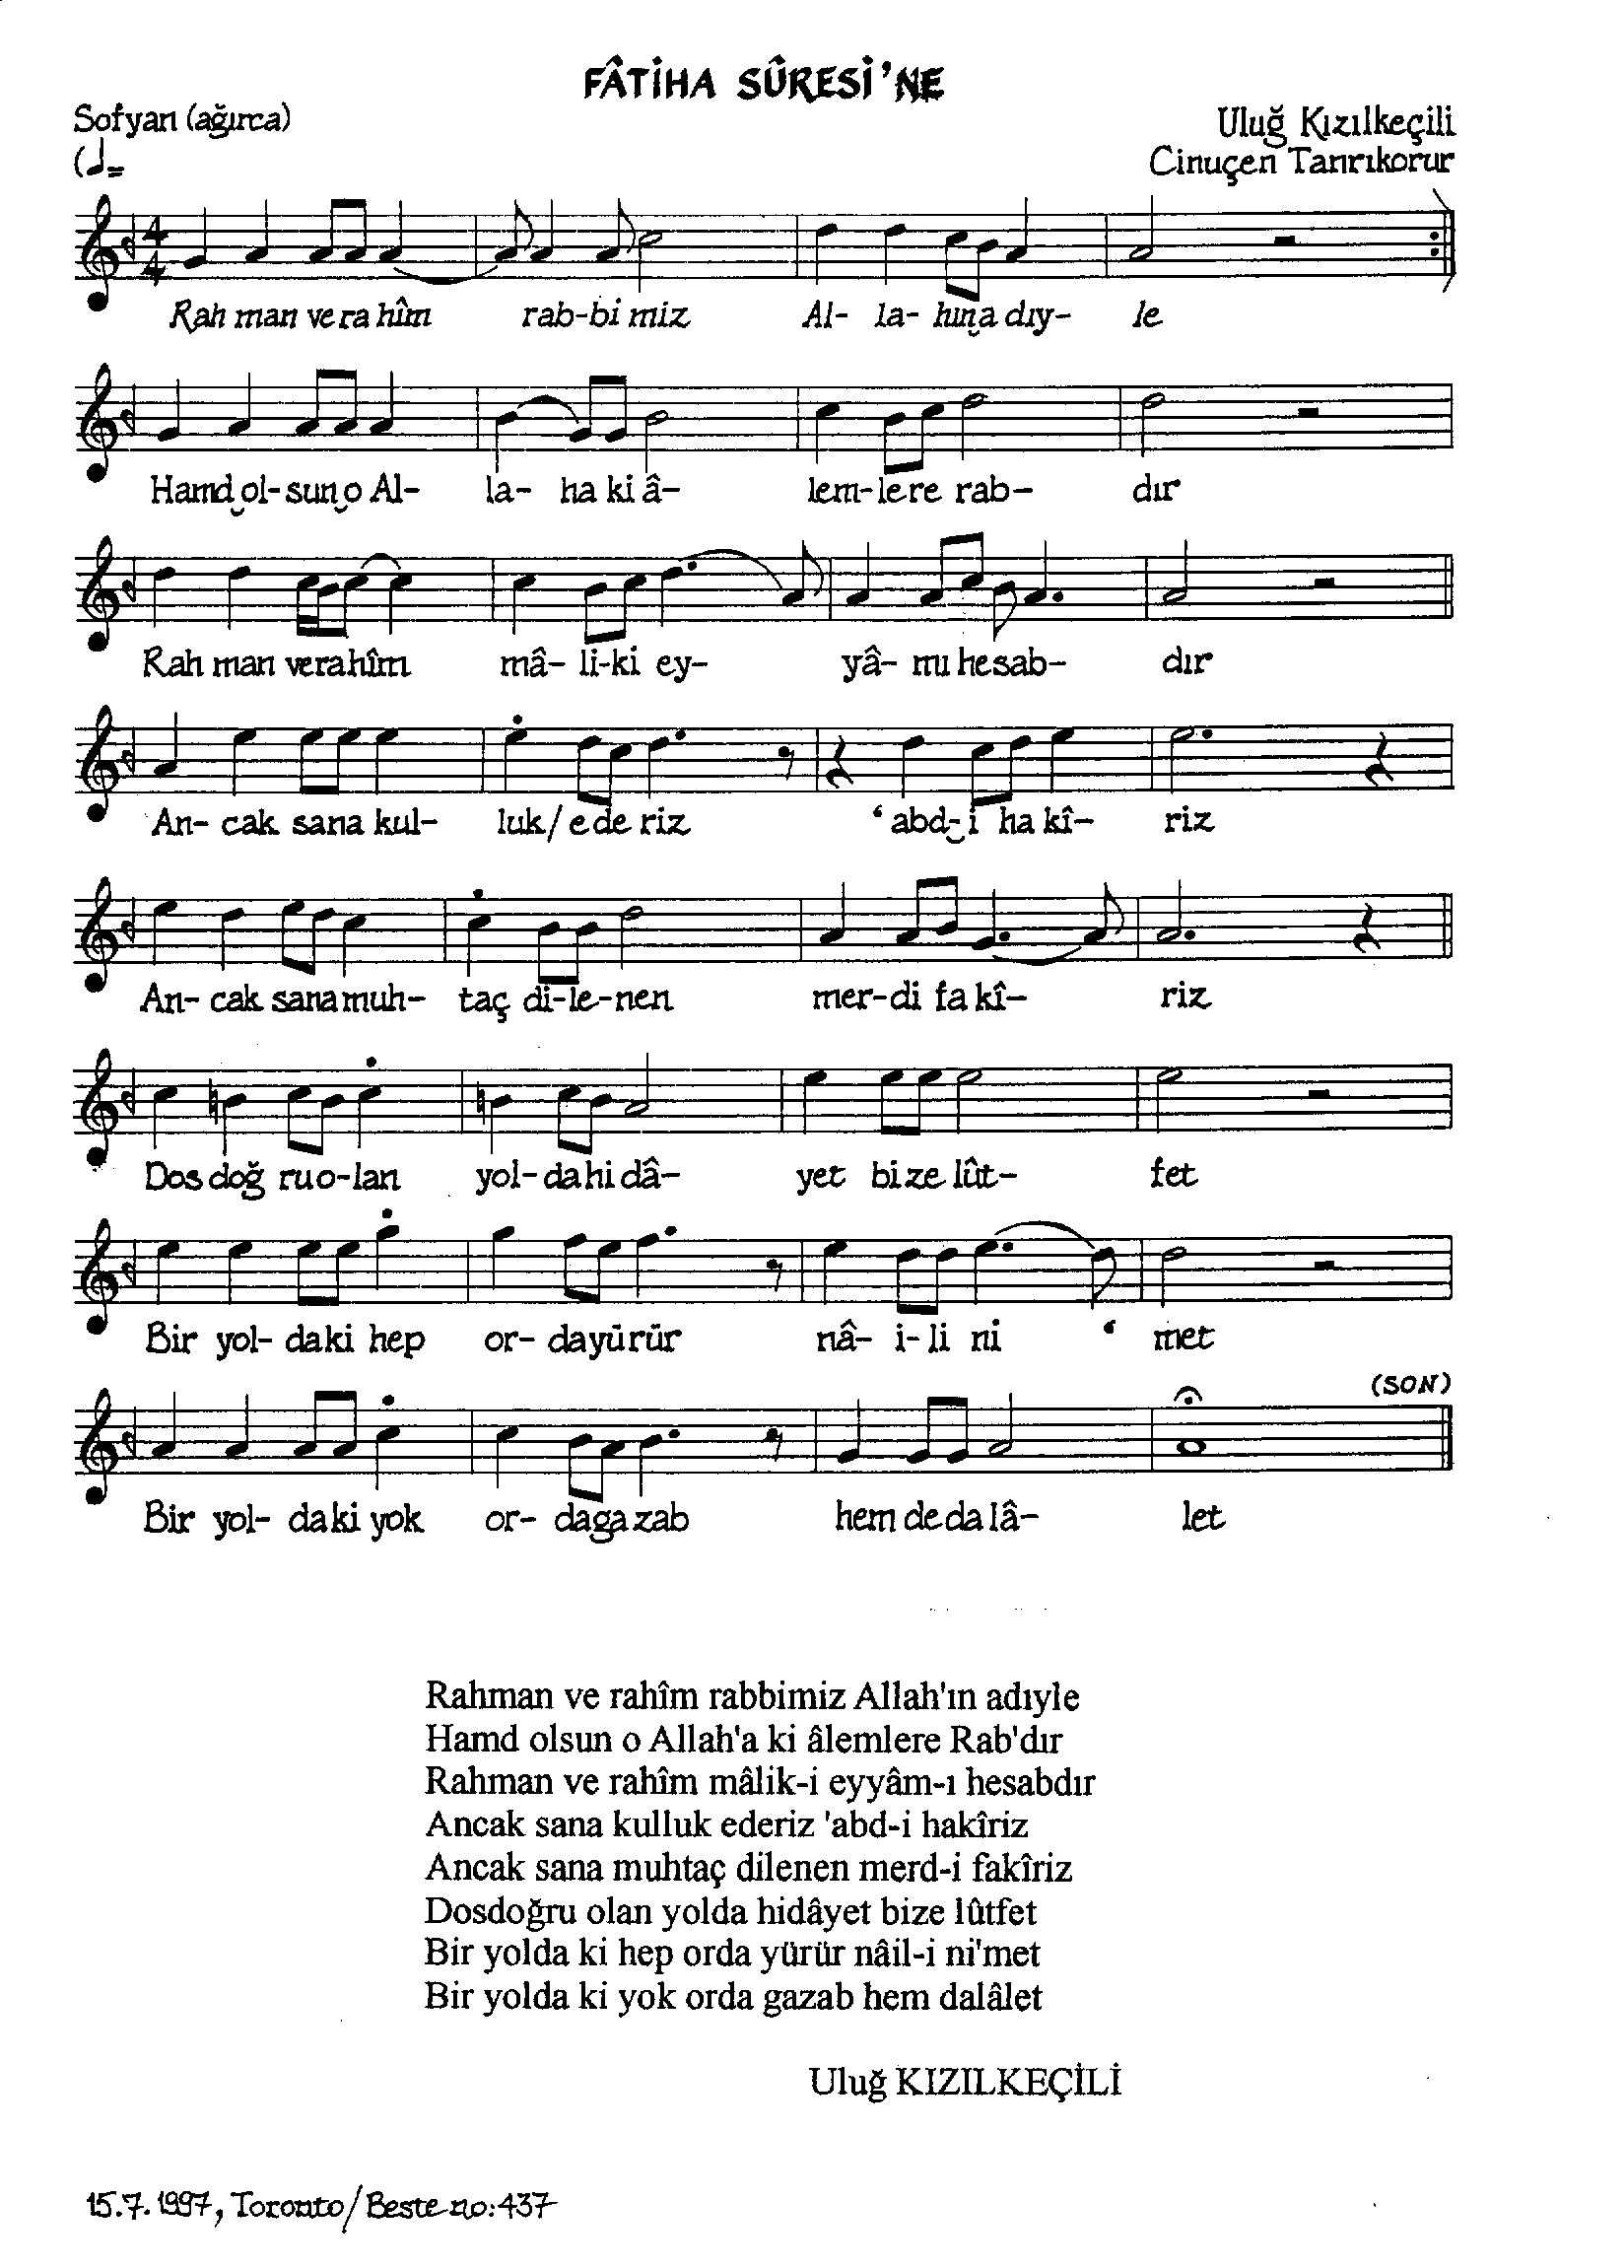 FÂTİHA SÛRESİ'NE
Sofyan (ağırca)
Uluğ Kızılkeçili
Cinuçen Tanrıkorur
Rah man ve ra hîm rab-bi miz Al- la- hın a dıy- le
Hamd ol-sun o Al- la- ha ki â- lem-le re rab- dır
Rah man ve ra hîm mâ- li-ki ey- yâ- mı he sab- dır
An- cak sana kul- luk/ e de riz ‘abd-i ha kî- riz
An- cak sana muh- taç di-le-nen mer-di fa kî- riz
Dos doğ ru o-lan yol-da hi dâ- yet bi ze lût- fet
Bir yol- da ki hep or- da yü rür nâ- i-li ni ‘ met
(SON)
Bir yol- da ki yok or- da ga zab hem de da lâ- let
Rahman ve rahîm rabbimiz Allah'ın adıyle
Hamd olsun o Allah'a ki âlemlere Rab'dır
Rahman ve rahîm mâlik-i eyyâm-ı hesabdır
Ancak sana kulluk ederiz 'abd-i hakîriz
Ancak sana muhtaç dilenen merd-i fakîriz
Dosdoğru olan yolda hidâyet bize lûtfet
Bir yolda ki hep orda yürür nâil-i ni'met
Bir yolda ki yok orda gazab hem dalâlet
Uluğ KIZILKEÇİLİ
15.7.1997, Toronto/Beste no:437